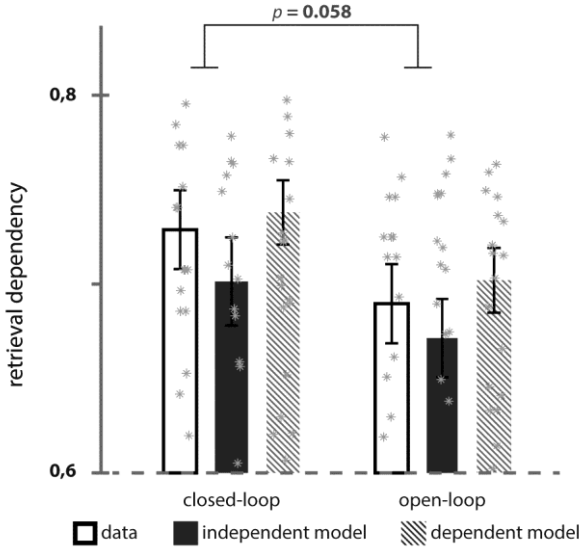 p = 0.058
0,8
retrieval dependency
0,6
closed-loop open-loop
data independent model dependent model